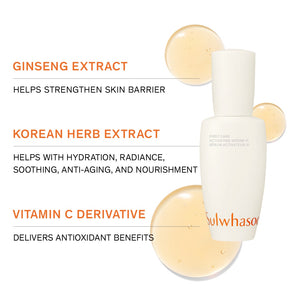 GINSENG EXTRACT
HELPS STRENGTHEN SKIN BARRIER
KOREAN HERB EXTRACT
HELPS WITH HYDRATION, RADIANCE,
SOOTHING, ANTI-AGING, AND NOURISHMENT
VITAMIN C DERIVATIVE
DELIVERS ANTIOXIDANT BENEFITS
Sulwhasoo